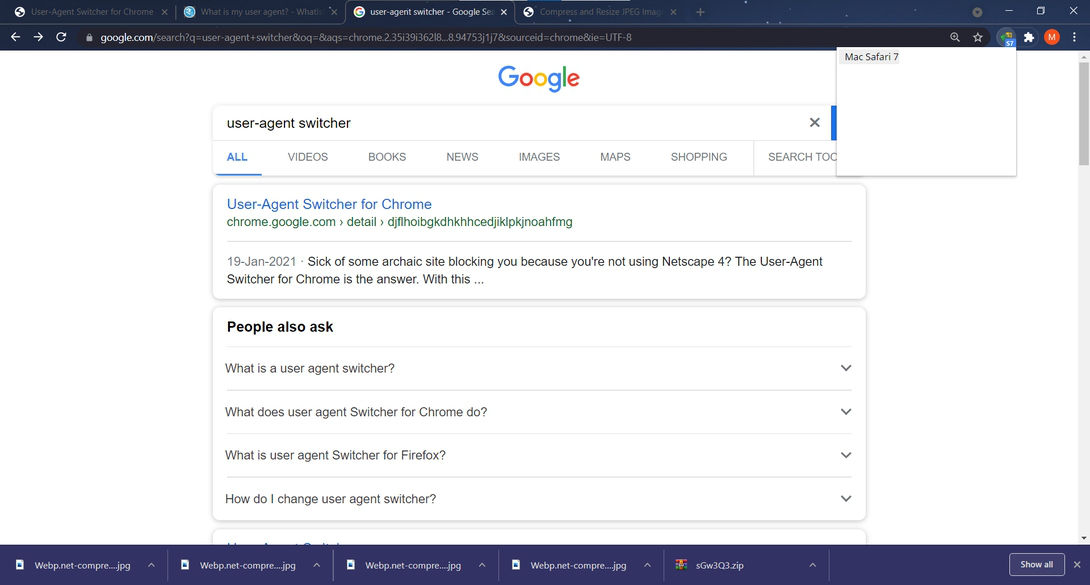 User-Agent Switcher for Chrome
What is my user agent? - WhatIs
user-agent switcher - Google Sea
Compress and Resize JPEG Imag
google.com/search?q=user-agent+switcher&oq=&aqs=chrome.2.35i39i362l8...8.94753j1j7&sourceid=chrome&ie=UTF-8
S7
M
Mac Safari 7
Google
user-agent switcher
ALL VIDEOS BOOKS NEWS IMAGES MAPS SHOPPING SEARCH TOO
User-Agent Switcher for Chrome
chrome.google.com › detail › djflhoibgkdhkhhcedjiklpkjnoahfmg
19-Jan-2021 · Sick of some archaic site blocking you because you're not using Netscape 4? The User-Agent
Switcher for Chrome is the answer. With this ...
People also ask
What is a user agent switcher?
What does user agent Switcher for Chrome do?
What is user agent Switcher for Firefox?
How do I change user agent switcher?
Webp.net-compre....jpg
Webp.net-compre....jpg
Webp.net-compre....jpg
Webp.net-compre....jpg
sGw3Q3.zip
Show all